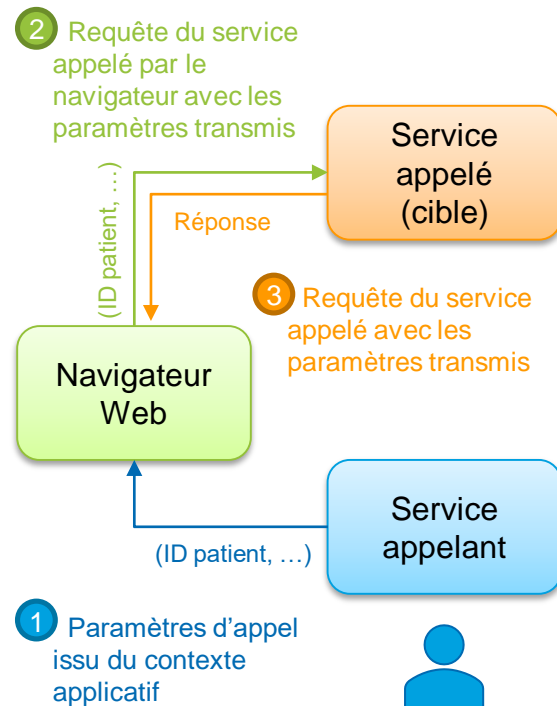 2 Requête du service
appelé par le
navigateur avec les
paramètres transmis
Service
appelé
(cible)
(ID patient, …)
Réponse
3 Requête du service
appelé avec les
paramètres transmis
Navigateur
Web
Service
appelant
(ID patient, …)
1 Paramètres d’appel
issu du contexte
applicatif